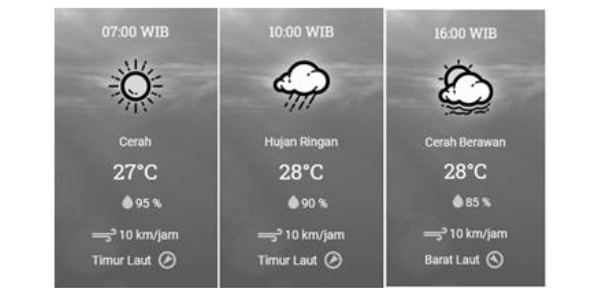 07:00 WIB
Cerah
27°C
95 %
10 km/jam
Timur Laut
10:00 WIB
Hujan Ringan
28°C
90 %
10 km/jam
Timur Laut
16:00 WIB
Cerah Berawan
28°C
85 %
10 km/jam
Barat Laut